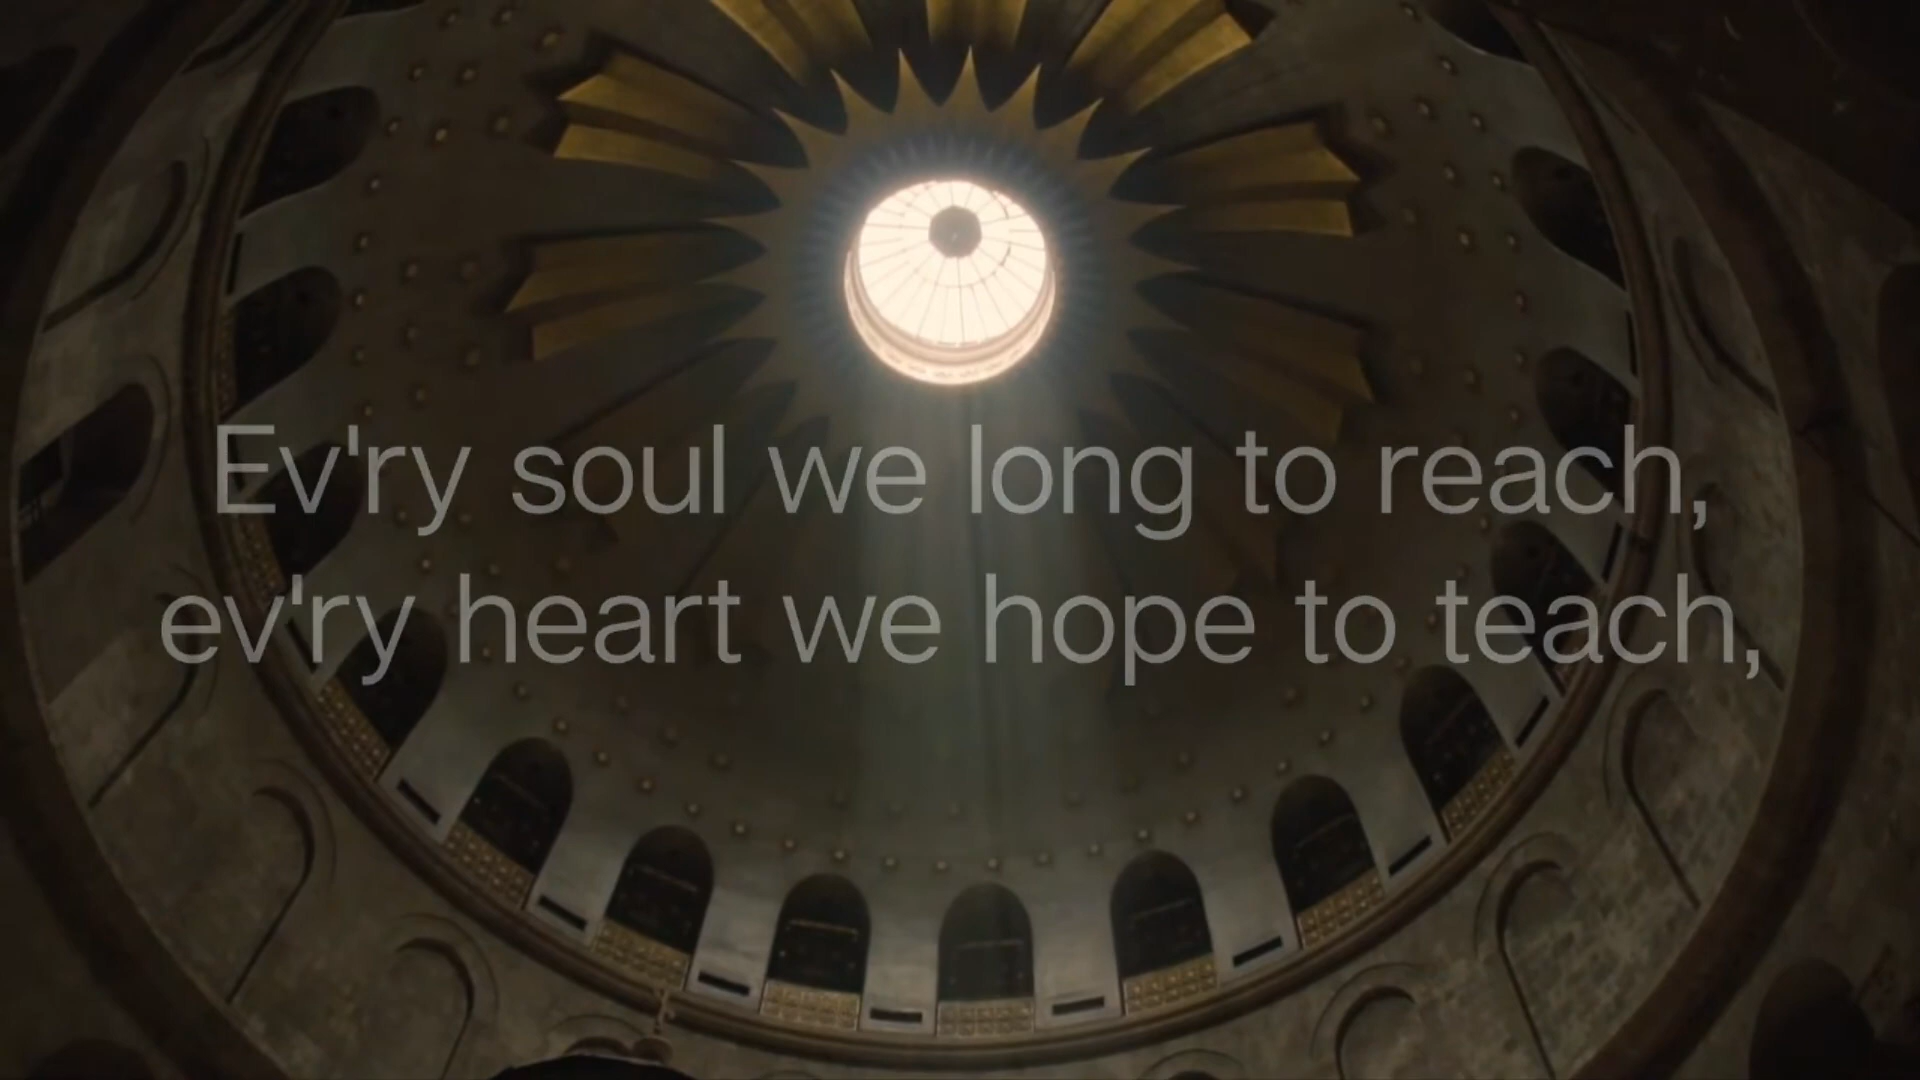 Ev'ry soul we long to reach,
ev'ry heart we hope to teach,